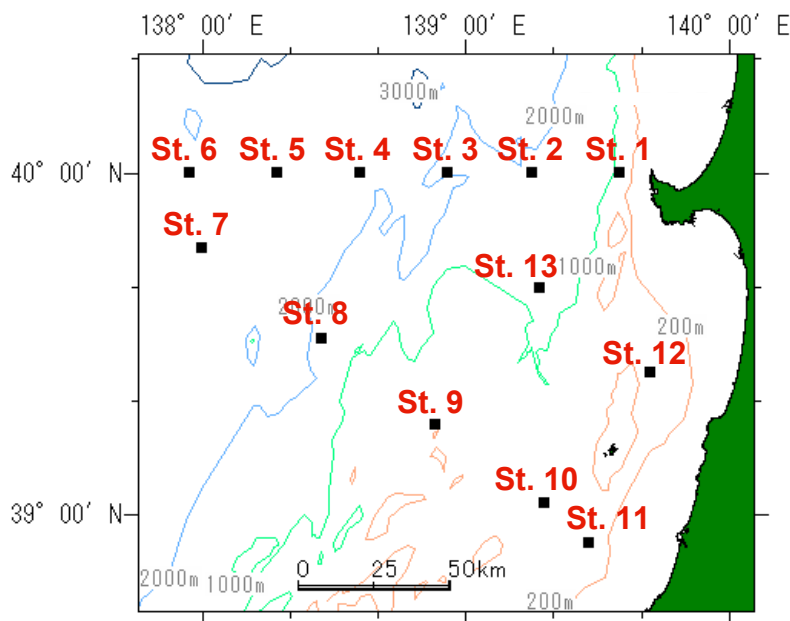 138° 00′ E 139° 00′ E 140° 00′ E
3000m
2000m
St. 6 St. 5 St. 4 St. 3 St. 2 St. 1
40° 00′ N
St. 7
St. 13
1000m
2000m
St. 8
200m
St. 12
St. 9
St. 10
39° 00′ N
St. 11
2000m
1000m
0 25 50km
200m